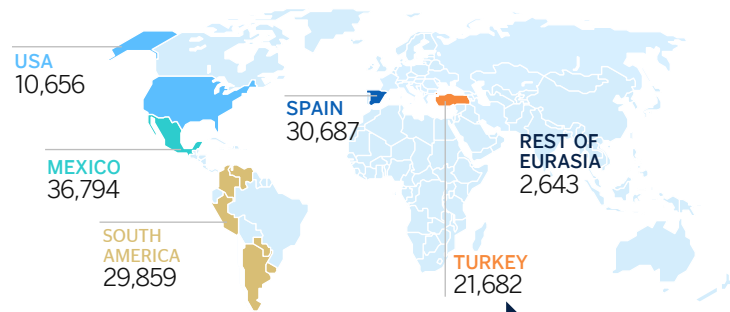 USA
10,656
SPAIN
30,687
REST OF
EURASIA
2,643
MEXICO
36,794
SOUTH
AMERICA
29,859
TURKEY
21,682